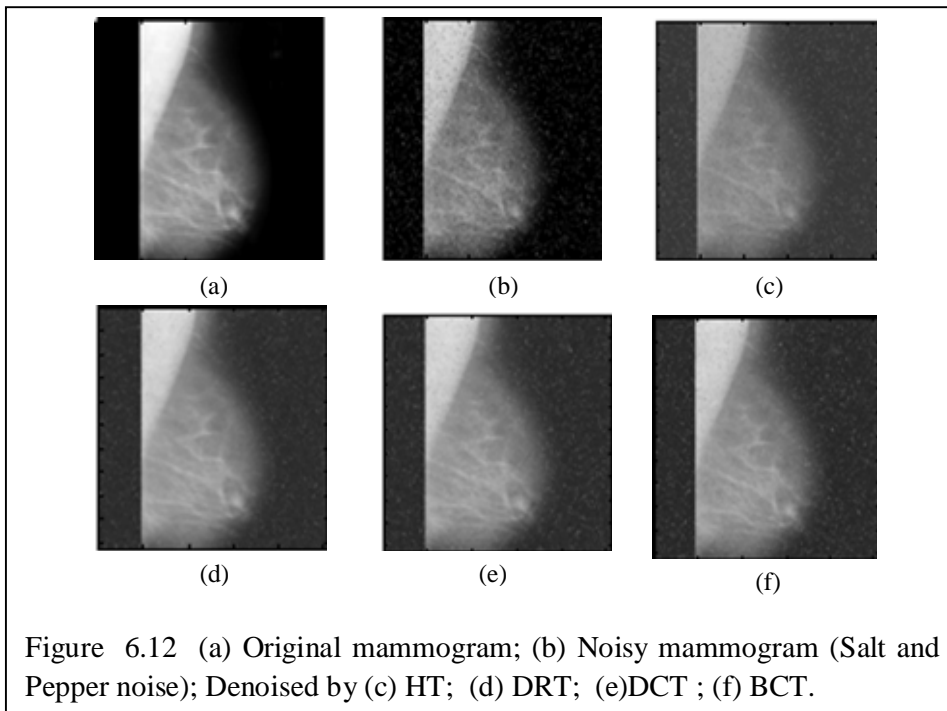 (a)
(b)
(c)
(d)
(e)
(f)
Figure 6.12 (a) Original mammogram; (b) Noisy mammogram (Salt and
Pepper noise); Denoised by (c) HT; (d) DRT; (e)DCT ; (f) BCT.